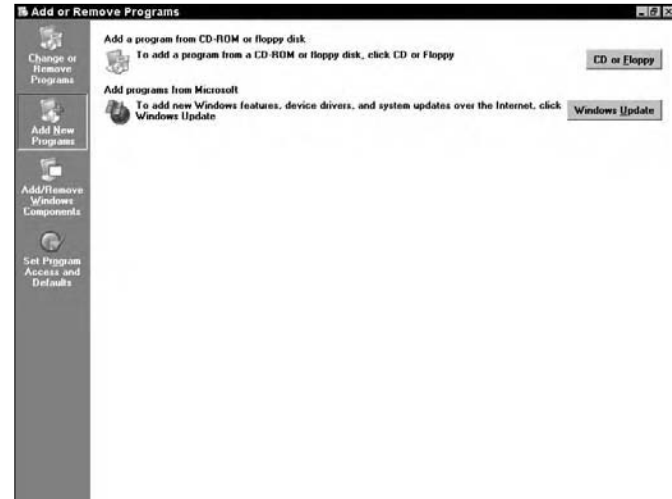 Add or Remove Programs
Change or
Remove
Programs
Add New
Programs
Add/Remove
Windows
Components
Set Program
Access and
Defaults
Add a program from CD-ROM or floppy disk
To add a program from a CD-ROM or floppy disk, click CD or Floppy
CD or Floppy
Add programs from Microsoft
To add new Windows features, device drivers, and system updates over the Internet, click
Windows Update
Windows Update